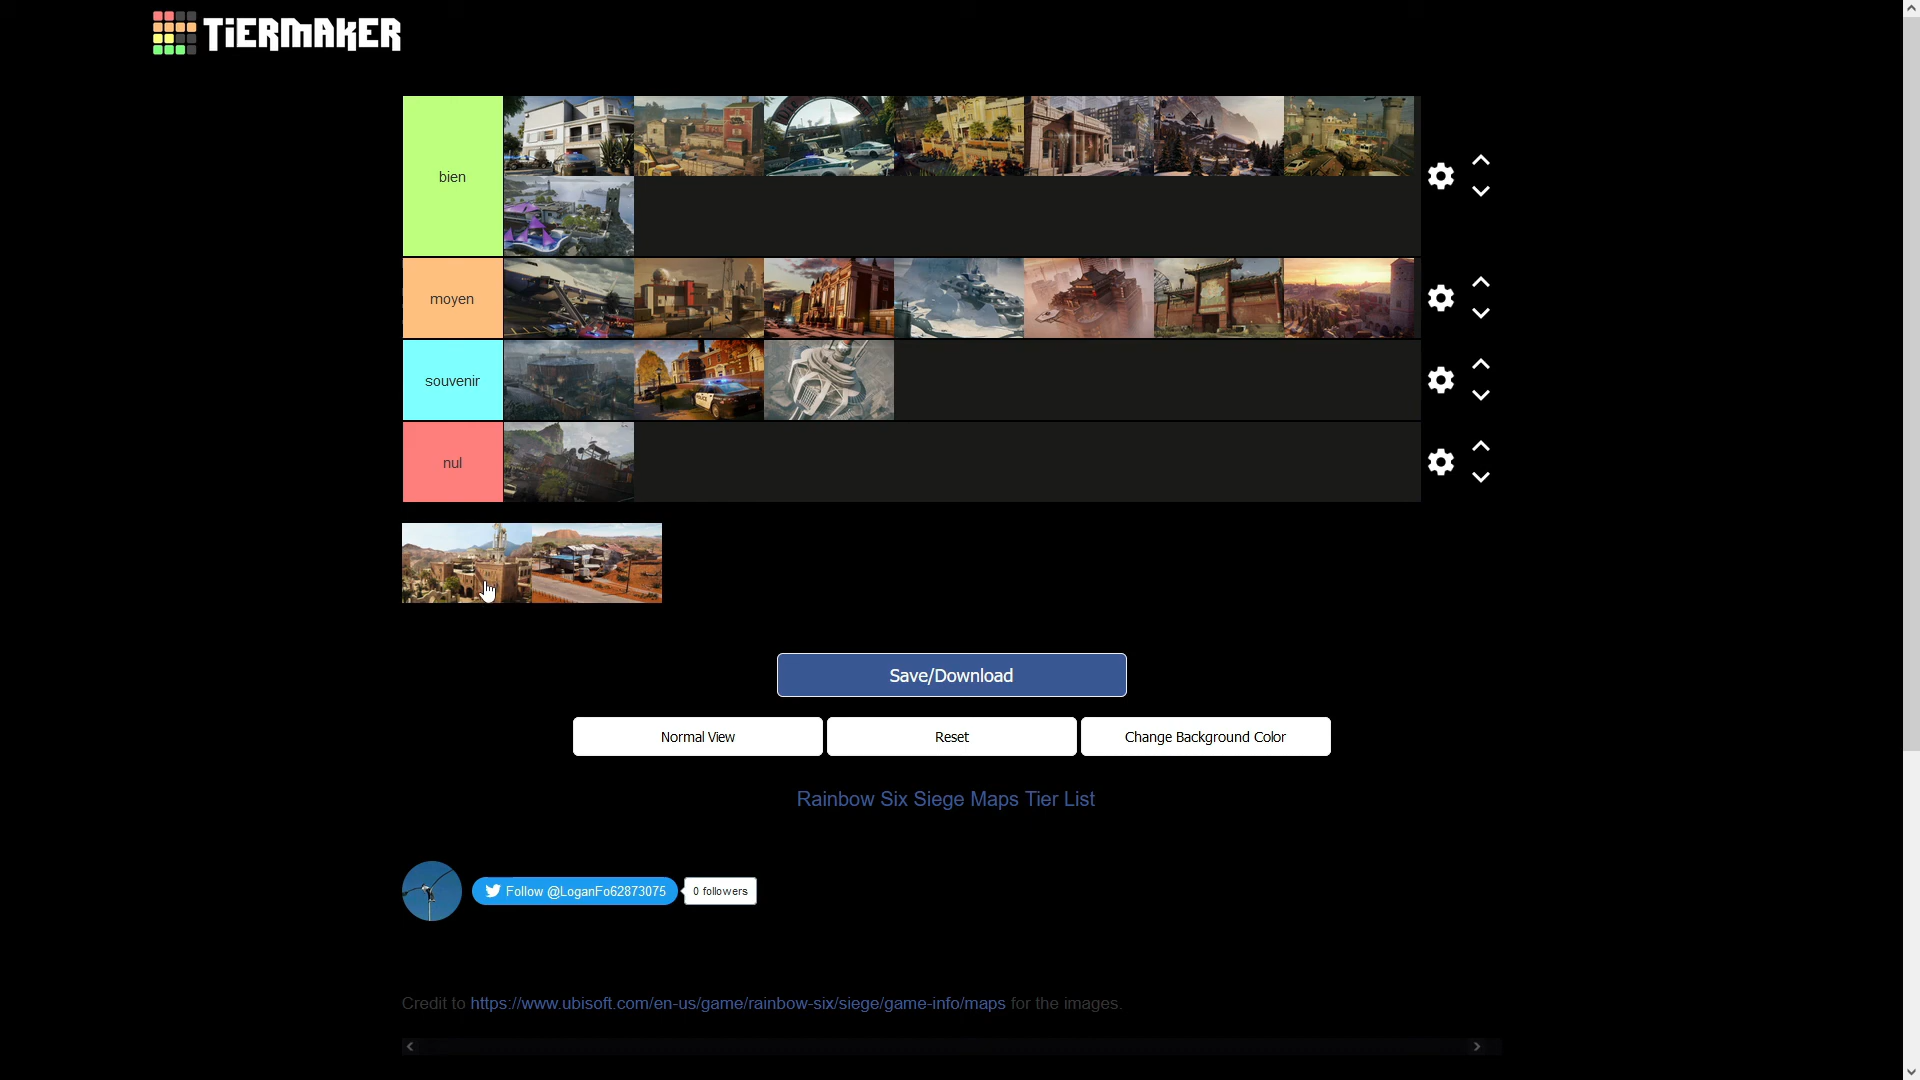 TiERMAKER
bien
moyen
souvenir
nul
Save/Download
Normal View
Reset
Change Background Color
Rainbow Six Siege Maps Tier List
Follow @LoganFo62873075
0 followers
Credit to https://www.ubisoft.com/en-us/game/rainbow-six/siege/game-info/maps for the images.